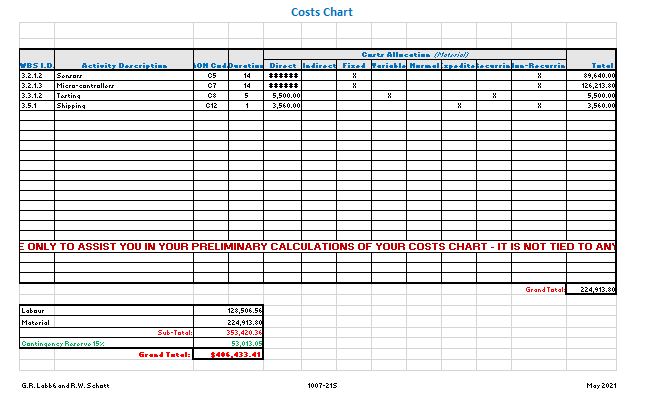 Costs Chart
Costs Allocation (Material)
WBS I.D. Activity Description Duration Direct Indirect Fixed Variable Normal xpedite ecurrin on-Recurrin Total
3.2.1.2 Sensors C5 14 ###### X X 89,640.00
3.2.1.3 Micro-controllers C7 14 ###### X X 126,213.80
3.3.1.2 Testing C8 5 5,500.00 X X 5,500.00
3.5.1 Shipping C12 1 3,560.00 X X 3,560.00
E ONLY TO ASSIST YOU IN YOUR PRELIMINARY CALCULATIONS OF YOUR COSTS CHART - IT IS NOT TIED TO ANY
Grand Total: 224,913.80
Labour 128,506.56
Material 224,913.80
Sub-Total: 353,420.36
Contingency Reserve 15% 53,013.05
Grand Total: $406,433.41
G.R. Labbé and R.W. Schatt 1007-21S May 2021